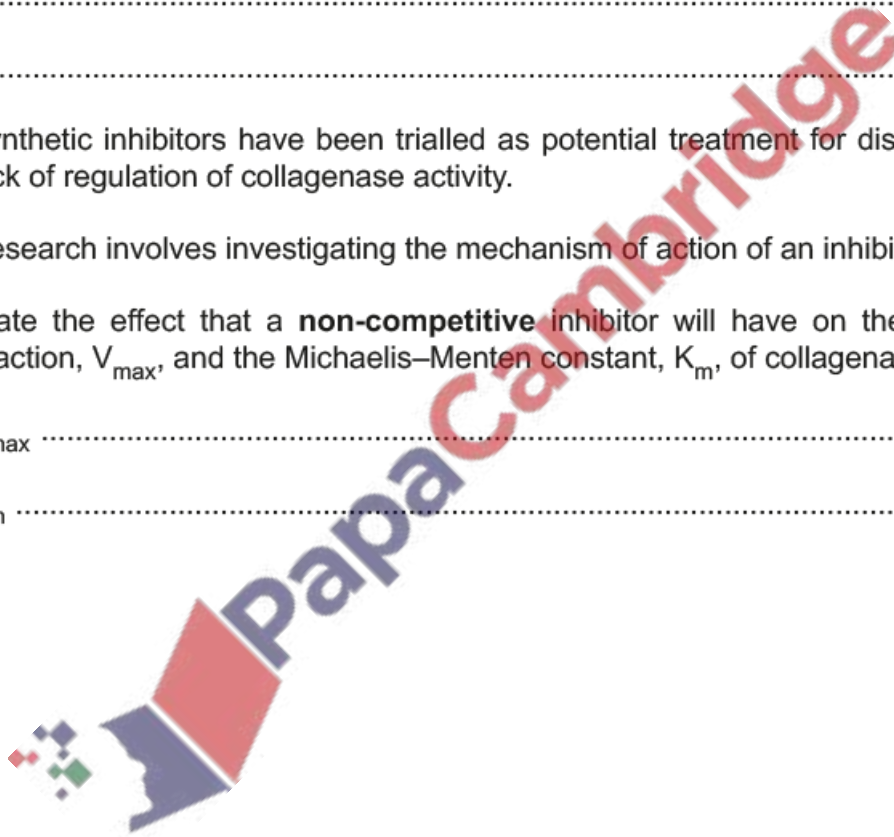 ynthetic inhibitors have been trialled as potential treatment for dis
ck of regulation of collagenase activity.
esearch involves investigating the mechanism of action of an inhibi
ate the effect that a non-competitive inhibitor will have on the
action, Vmax, and the Michaelis–Menten constant, Km, of collagena
max
PapaCambridge